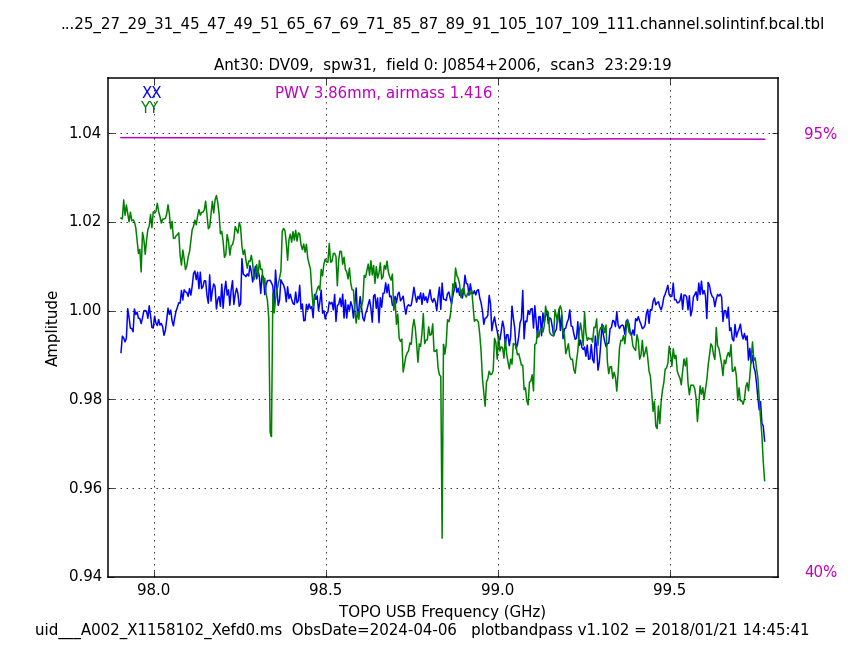 ...25_27_29_31_45_47_49_51_65_67_69_71_85_87_89_91_105_107_109_111.channel.solintinf.bcal.tbl
Ant30: DV09,  spw31,  field 0: J0854+2006,  scan3  23:29:19
XX
YY
PWV 3.86mm, airmass 1.416
1.04
1.02
1.00
0.98
0.96
0.94
Amplitude
95%
40%
98.0 98.5 99.0 99.5
TOPO USB Frequency (GHz)
uid___A002_X1158102_Xefd0.ms  ObsDate=2024-04-06   plotbandpass v1.102 = 2018/01/21 14:45:41